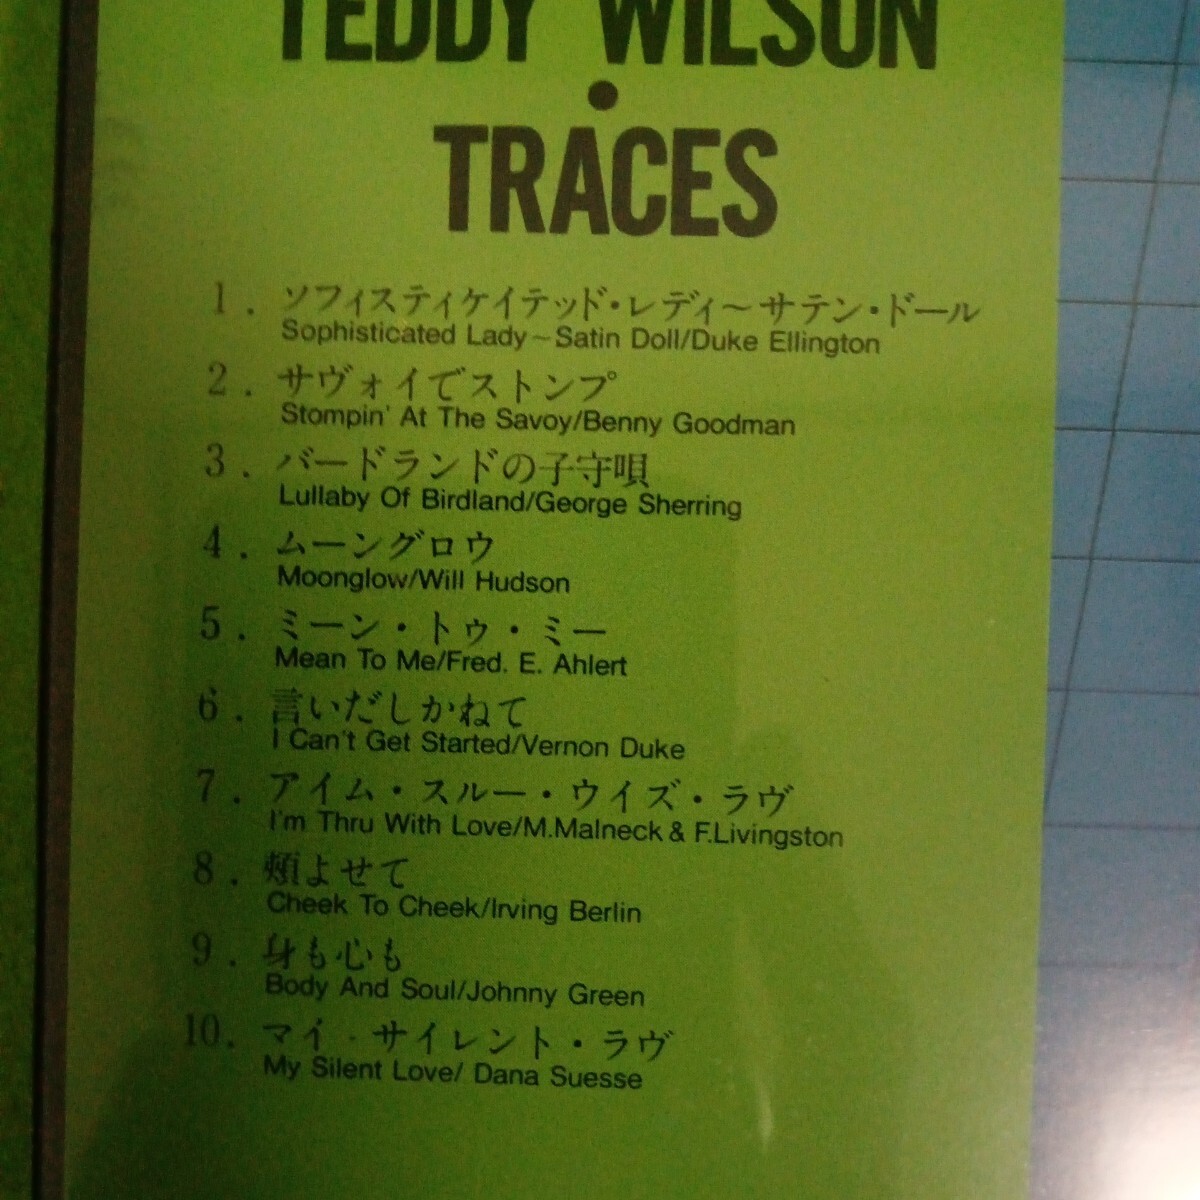 TEDDY WILSON
・
TRACES
1. ソフィスティケイテッド・レディ～サテン・ドール
Sophisticated Lady~Satin Doll/Duke Ellington
2. サヴォイでストンプ
Stompin' At The Savoy/Benny Goodman
3. バードランドの子守唄
Lullaby Of Birdland/George Sherring
4. ムーングロウ
Moonglow/Will Hudson
5. ミーン・トゥ・ミー
Mean To Me/Fred. E. Ahlert
6. 言いだしかねて
I Can't Get Started/Vernon Duke
7. アイム・スルー・ウイズ・ラヴ
I'm Thru With Love/M.Malneck & F.Livingston
8. 頬よせて
Cheek To Cheek/Irving Berlin
9. 身も心も
Body And Soul/Johnny Green
10. マイ・サイレント・ラヴ
My Silent Love/ Dana Suesse